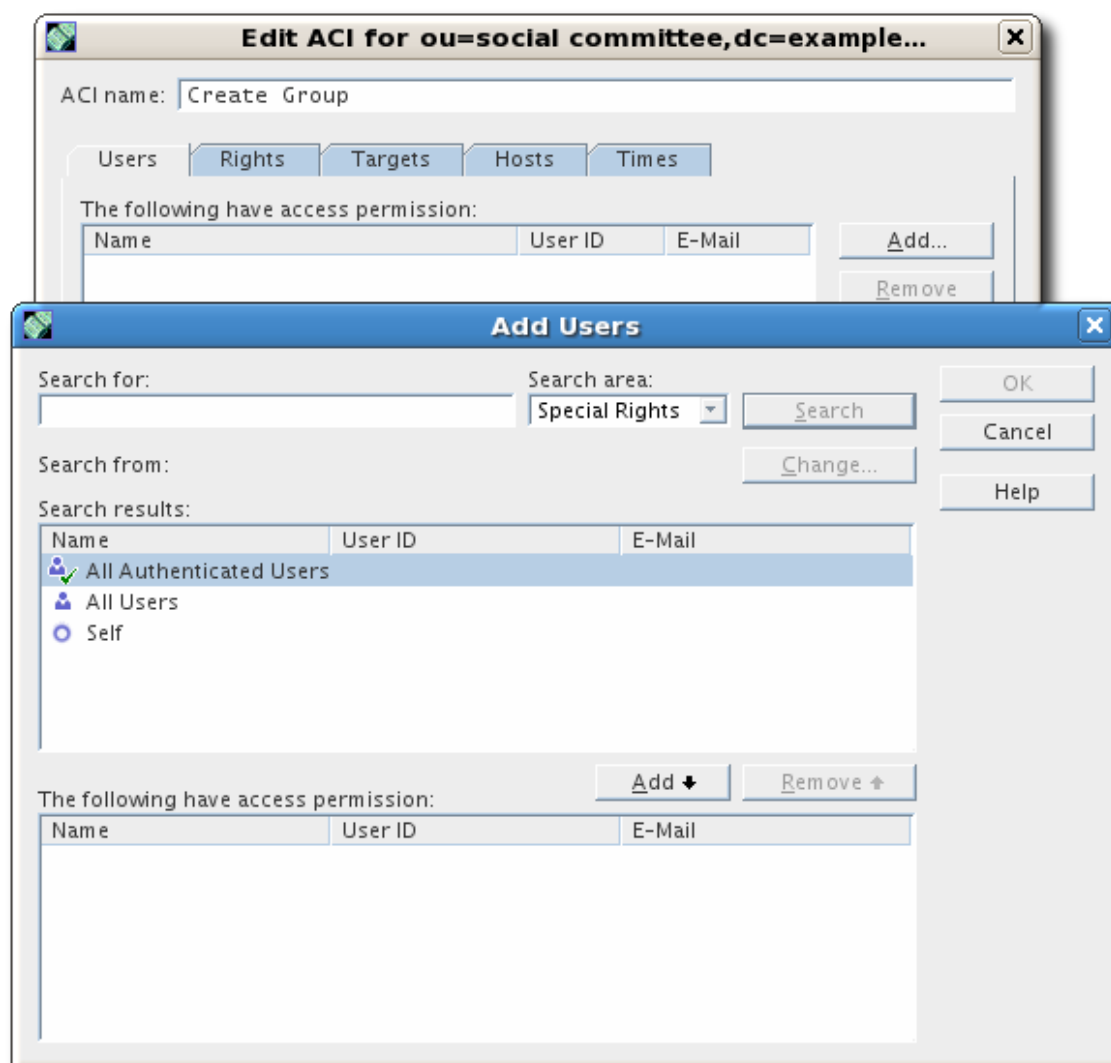 Edit ACI for ou=social committee,dc=example...
ACI name: Create Group
Users Rights Targets Hosts Times
The following have access permission:
Name User ID E-Mail Add...
Remove
Add Users
Search for: Search area: OK
Special Rights Search
Cancel
Search from: Change...
Help
Search results:
Name User ID E-Mail
All Authenticated Users
All Users
Self
Add Remove
The following have access permission:
Name User ID E-Mail